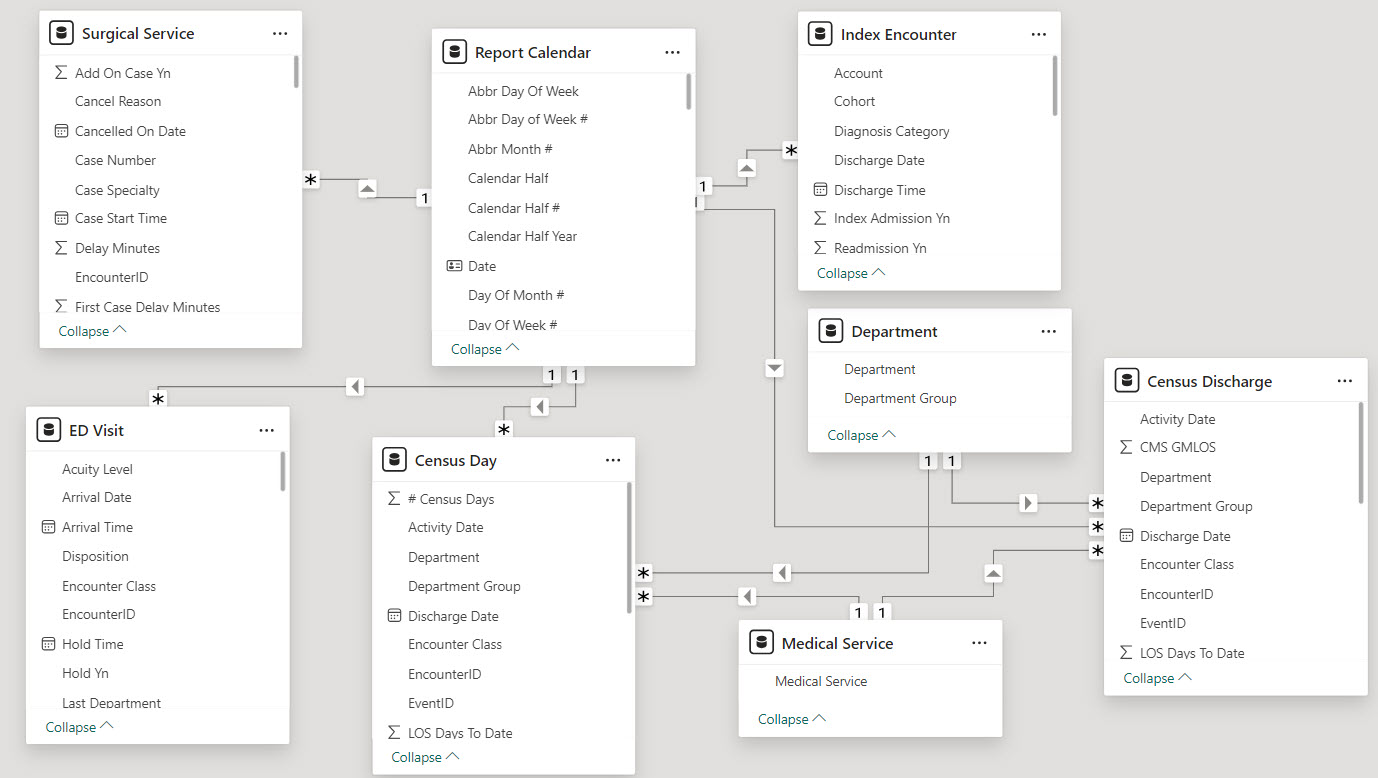 Surgical Service
Add On Case Yn
Cancel Reason
Cancelled On Date
Case Number
Case Specialty
Case Start Time
Delay Minutes
EncounterID
First Case Delay Minutes
Collapse
Report Calendar
Abbr Day Of Week
Abbr Day of Week #
Abbr Month #
Calendar Half
Calendar Half #
Calendar Half Year
Date
Day Of Month #
Day Of Week #
Collapse
Index Encounter
Account
Cohort
Diagnosis Category
Discharge Date
Discharge Time
Index Admission Yn
Readmission Yn
Collapse
Department
Department
Department Group
Collapse
Census Discharge
Activity Date
CMS GMLOS
Department
Department Group
Discharge Date
Encounter Class
EncounterID
EventID
LOS Days To Date
Collapse
ED Visit
Acuity Level
Arrival Date
Arrival Time
Disposition
Encounter Class
EncounterID
Hold Time
Hold Yn
Last Department
Collapse
Census Day
# Census Days
Activity Date
Department
Department Group
Discharge Date
Encounter Class
EncounterID
EventID
LOS Days To Date
Collapse
Medical Service
Medical Service
Collapse
* 1
1 *
1 *
1 *
1 *
1 *
* 1
1 *
*